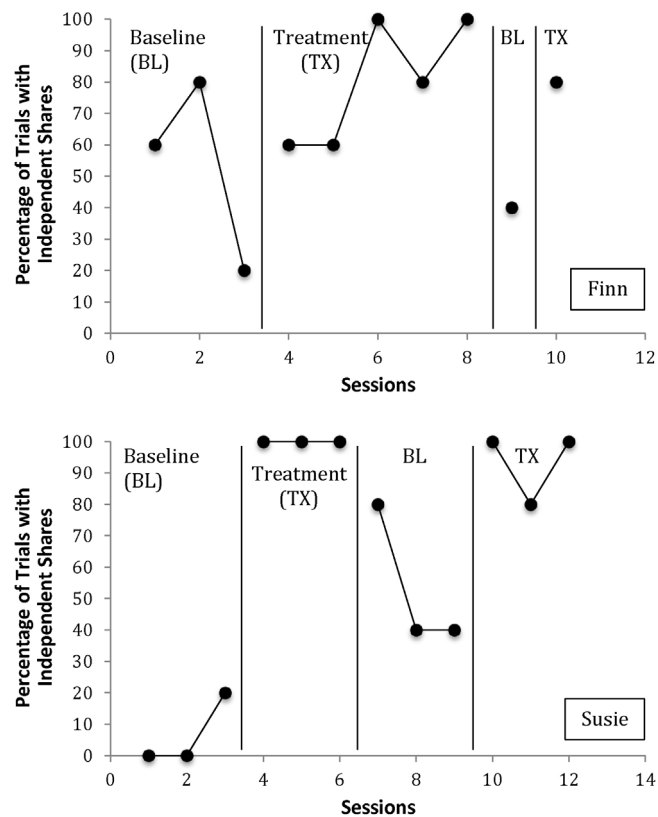 Percentage of Trials with
Independent Shares
100
90
80
70
60
50
40
30
20
10
0
Baseline
(BL)
Treatment
(TX)
BL
TX
Finn
0
2
4
6
8
10
12
Sessions
Percentage of Trials with
Independent Shares
100
90
80
70
60
50
40
30
20
10
0
Baseline
(BL)
Treatment
(TX)
BL
TX
Susie
0
2
4
6
8
10
12
14
Sessions